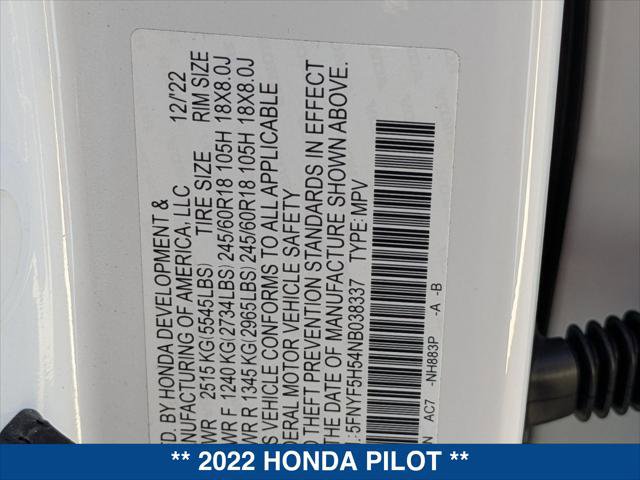 TD. BY HONDA DEVELOPMENT &
NUFACTURING OF AMERICA, LLC 12/'22
WR 2515 KG(5545LBS) TIRE SIZE RIM SIZE
WR F 1240 KG(2734LBS) 245/60R18 105H 18X8.0J
WR R 1345 KG(2965LBS) 245/60R18 105H 18X8.0J
S VEHICLE CONFORMS TO ALL APPLICABLE
DERAL MOTOR VEHICLE SAFETY
D THEFT PREVENTION STANDARDS IN EFFECT
THE DATE OF MANUFACTURE SHOWN ABOVE.
.:5FNYF5H54NB038337 TYPE: MPV
N AC7 -NH883P -A -B
** 2022 HONDA PILOT **